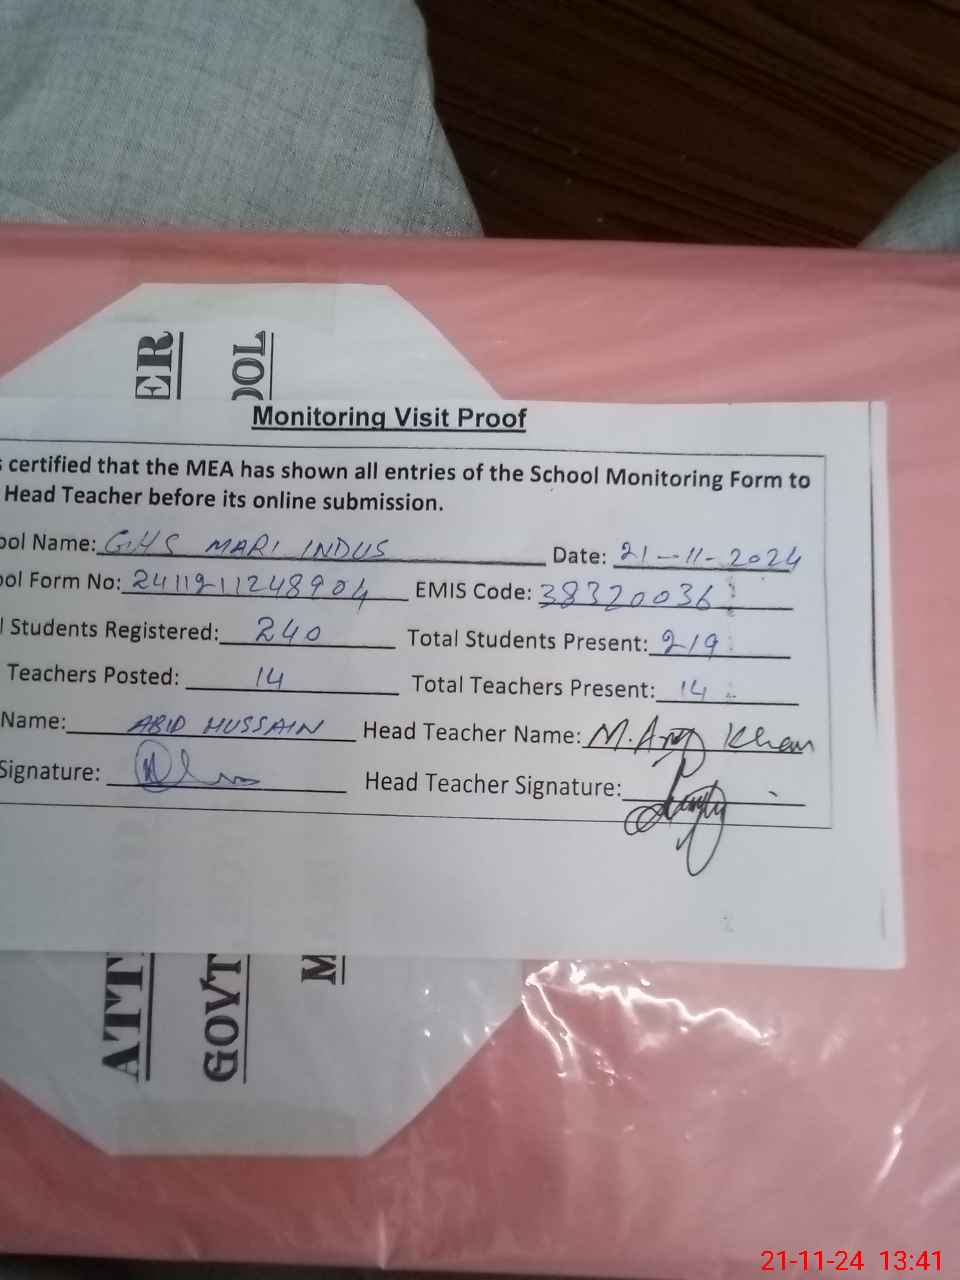 ER
OOL
Monitoring Visit Proof
s certified that the MEA has shown all entries of the School Monitoring Form to
Head Teacher before its online submission.
ool Name: GHS MARI INDUS Date: 21-11-2024
ool Form No: 2411911248904 EMIS Code: 38320036
l Students Registered: 240 Total Students Present: 219
Teachers Posted: 14 Total Teachers Present: 14
Name: ABID HUSSAIN Head Teacher Name: M. Khan
Signature: Head Teacher Signature:
ATT
GOVT
M
21-11-24 13:41